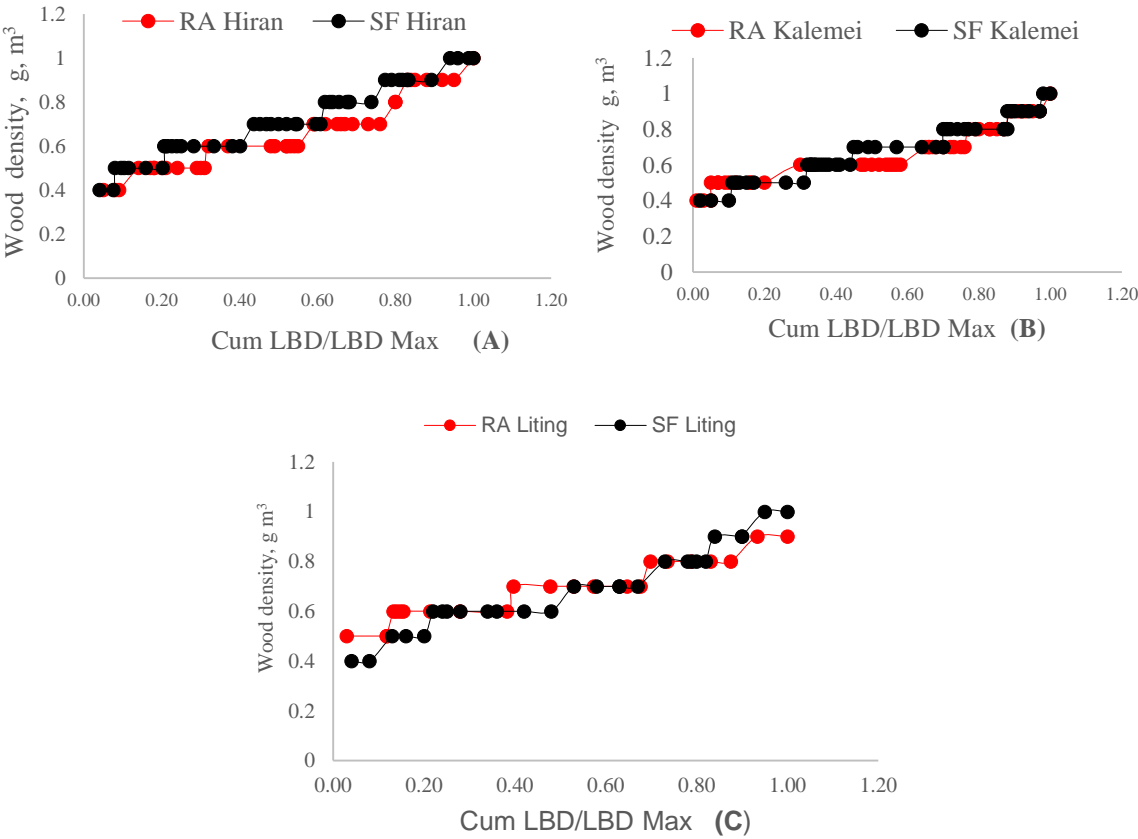 RA Hiran SF Hiran
Wood density, g, m³
1.2
1
0.8
0.6
0.4
0.2
0
0.00 0.20 0.40 0.60 0.80 1.00 1.20
Cum LBD/LBD Max (A)
RA Kalemei SF Kalemei
Wood density g, m³
1.2
1
0.8
0.6
0.4
0.2
0
0.00 0.20 0.40 0.60 0.80 1.00 1.20
Cum LBD/LBD Max (B)
RA Liting SF Liting
Wood density, g m³
1.2
1
0.8
0.6
0.4
0.2
0
0.00 0.20 0.40 0.60 0.80 1.00 1.20
Cum LBD/LBD Max (C)